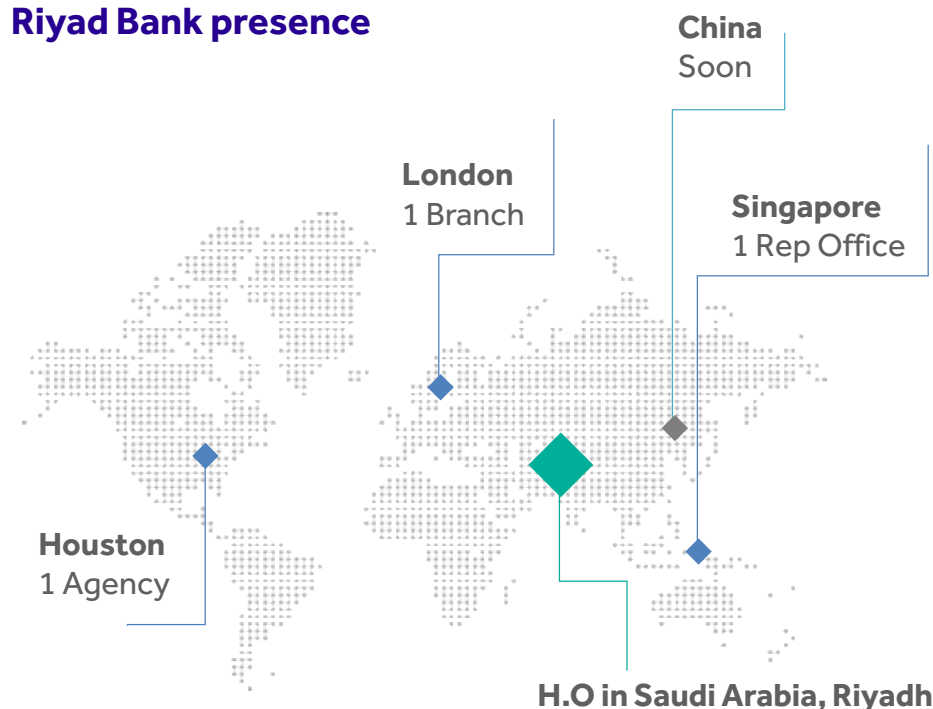 Riyad Bank presence
China
Soon
London
1 Branch
Singapore
1 Rep Office
Houston
1 Agency
H.O in Saudi Arabia, Riyadh